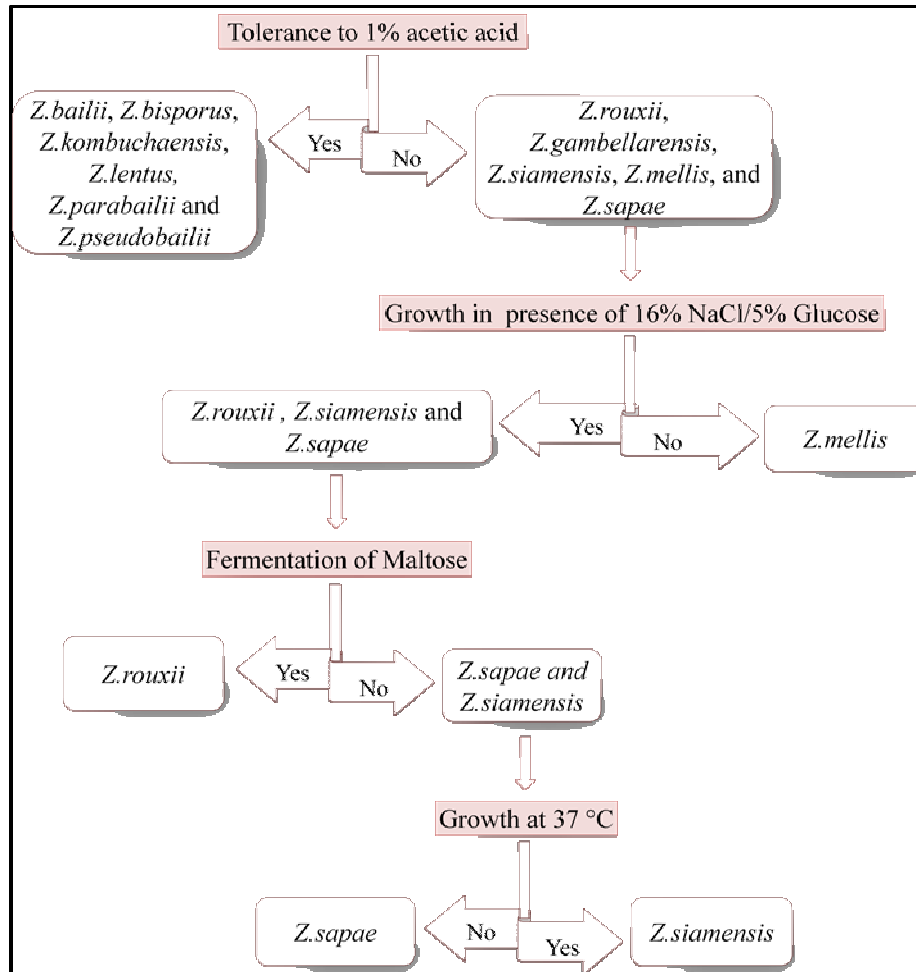 Tolerance to 1% acetic acid
Z.bailii, Z.bisporus,
Z.kombuchaensis,
Z.lentus,
Z.parabailii and
Z.pseudobailii
Yes
No
Z.rouxii,
Z.gambellarensis,
Z.siamensis, Z.mellis, and
Z.sapae
Growth in presence of 16% NaCl/5% Glucose
Z.rouxii , Z.siamensis and
Z.sapae
Yes
No
Z.mellis
Fermentation of Maltose
Z.rouxii
Yes
No
Z.sapae and
Z.siamensis
Growth at 37 °C
Z.sapae
No
Yes
Z.siamensis